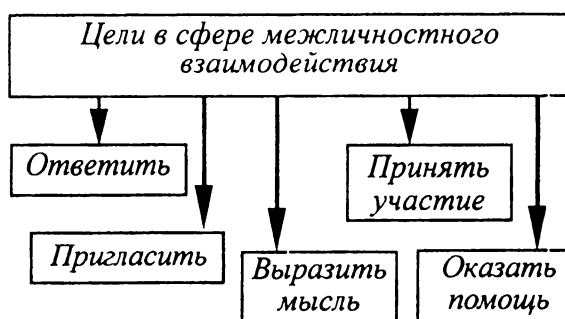 Цели в сфере межличностного
взаимодействия
Ответить
Принять
участие
Пригласить
Выразить
мысль
Оказать
помощь